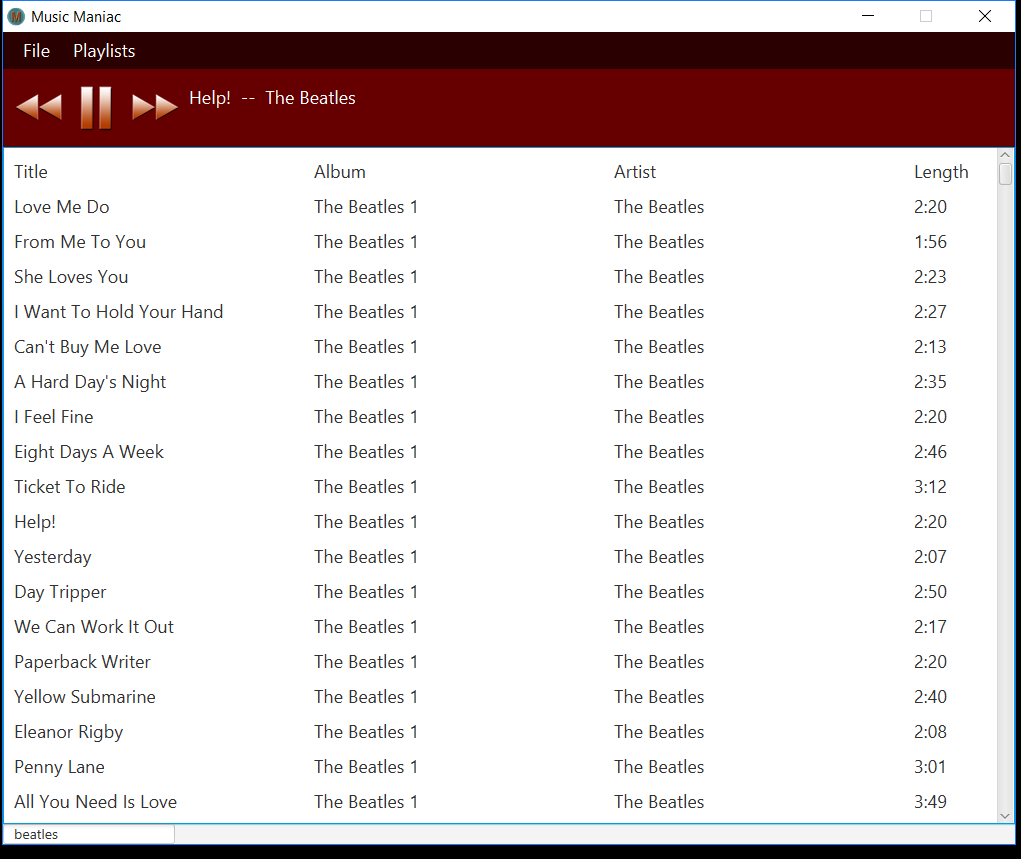 Music Maniac
File Playlists
Help! -- The Beatles
Title Album Artist Length
Love Me Do The Beatles 1 The Beatles 2:20
From Me To You The Beatles 1 The Beatles 1:56
She Loves You The Beatles 1 The Beatles 2:23
I Want To Hold Your Hand The Beatles 1 The Beatles 2:27
Can't Buy Me Love The Beatles 1 The Beatles 2:13
A Hard Day's Night The Beatles 1 The Beatles 2:35
I Feel Fine The Beatles 1 The Beatles 2:20
Eight Days A Week The Beatles 1 The Beatles 2:46
Ticket To Ride The Beatles 1 The Beatles 3:12
Help! The Beatles 1 The Beatles 2:20
Yesterday The Beatles 1 The Beatles 2:07
Day Tripper The Beatles 1 The Beatles 2:50
We Can Work It Out The Beatles 1 The Beatles 2:17
Paperback Writer The Beatles 1 The Beatles 2:20
Yellow Submarine The Beatles 1 The Beatles 2:40
Eleanor Rigby The Beatles 1 The Beatles 2:08
Penny Lane The Beatles 1 The Beatles 3:01
All You Need Is Love The Beatles 1 The Beatles 3:49
beatles